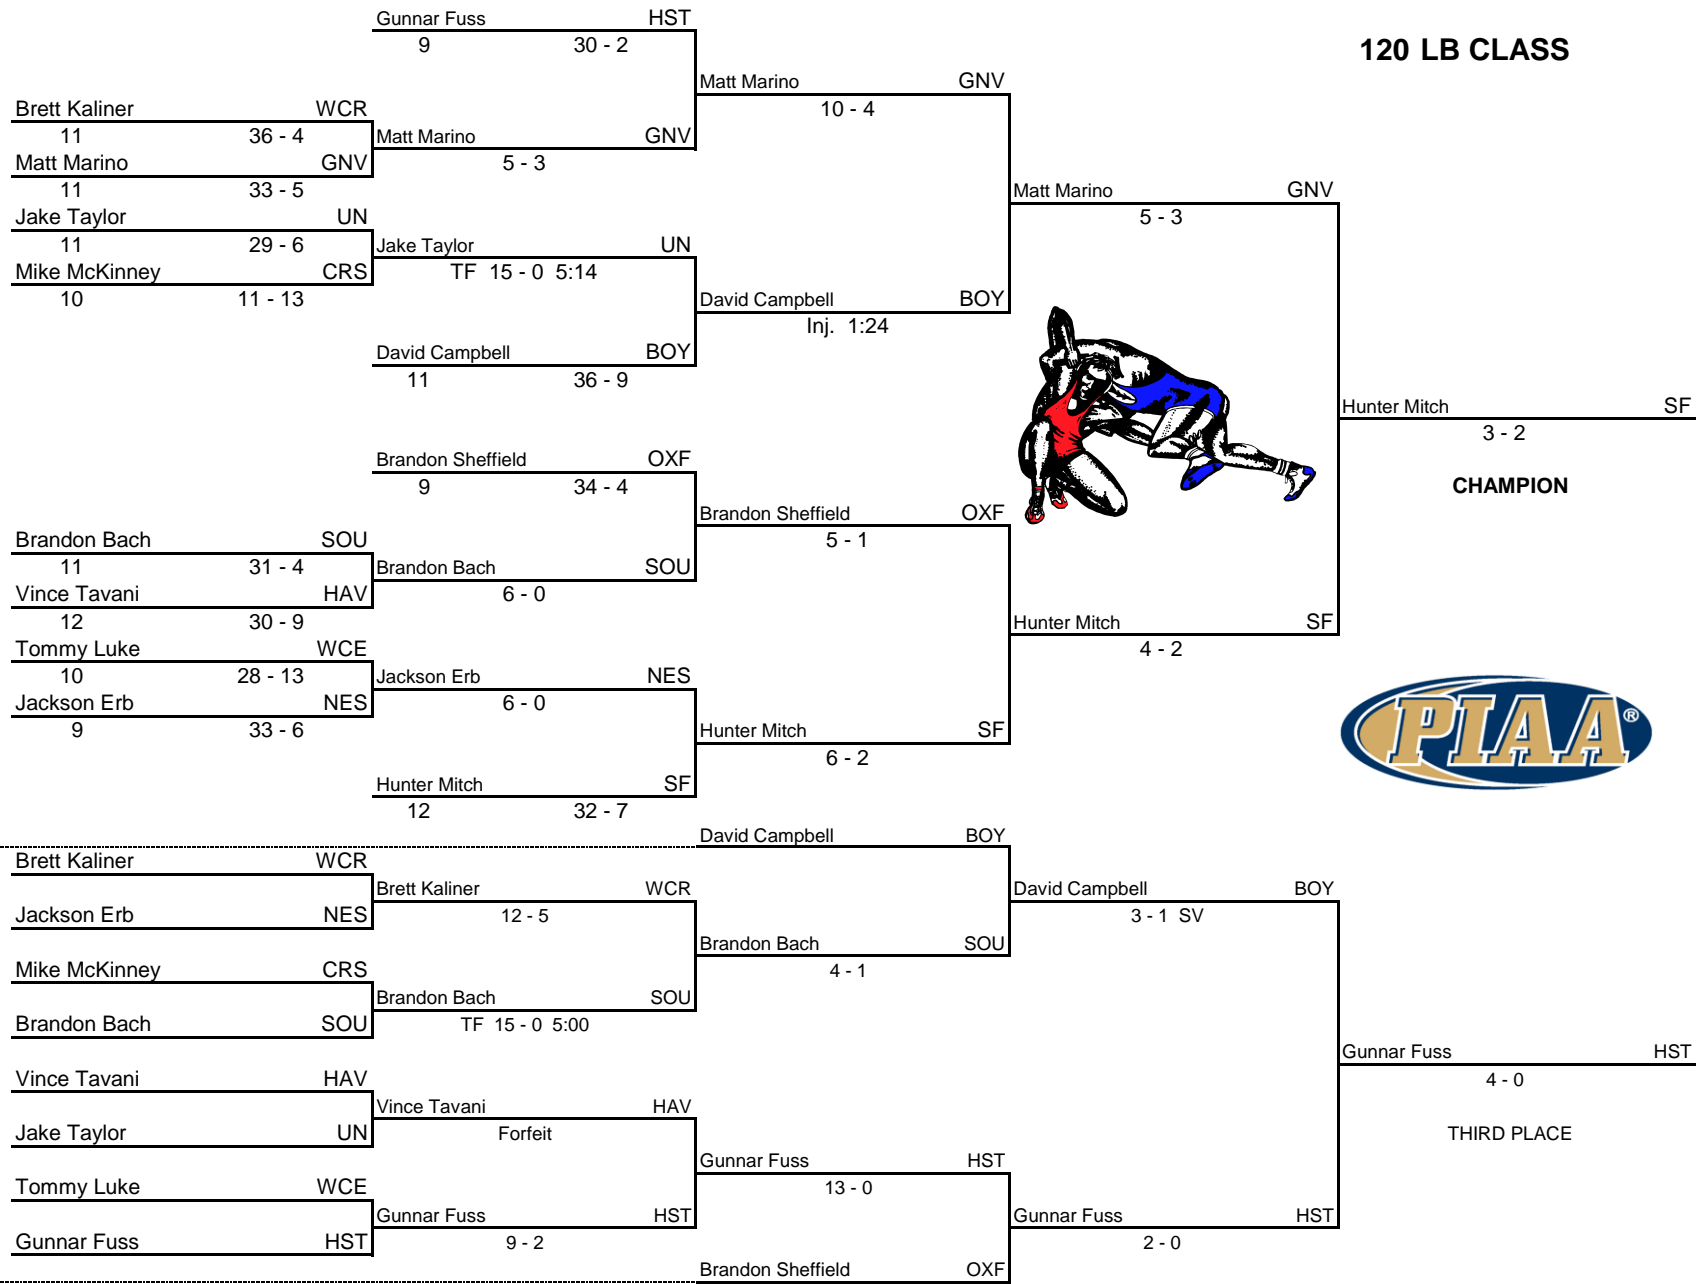 Gunnar Fuss HST
9 30 - 2
120 LB CLASS
Matt Marino GNV
10 - 4
Brett Kaliner WCR
11 36 - 4
Matt Marino GNV
5 - 3
Matt Marino GNV
11 33 - 5
Matt Marino GNV
5 - 3
Jake Taylor UN
11 29 - 6
Jake Taylor UN
TF 15 - 0 5:14
Mike McKinney CRS
10 11 - 13
David Campbell BOY
Inj. 1:24
David Campbell BOY
11 36 - 9
Hunter Mitch SF
3 - 2
CHAMPION
Brandon Sheffield OXF
9 34 - 4
Brandon Sheffield OXF
5 - 1
Brandon Bach SOU
11 31 - 4
Brandon Bach SOU
6 - 0
Vince Tavani HAV
12 30 - 9
Hunter Mitch SF
4 - 2
Tommy Luke WCE
10 28 - 13
Jackson Erb NES
6 - 0
Jackson Erb NES
9 33 - 6
Hunter Mitch SF
6 - 2
PIAA®
Hunter Mitch SF
12 32 - 7
David Campbell BOY
Brett Kaliner WCR
Brett Kaliner WCR
12 - 5
David Campbell BOY
3 - 1 SV
Jackson Erb NES
Brandon Bach SOU
4 - 1
Mike McKinney CRS
Brandon Bach SOU
TF 15 - 0 5:00
Brandon Bach SOU
Gunnar Fuss HST
4 - 0
THIRD PLACE
Vince Tavani HAV
Vince Tavani HAV
Forfeit
Jake Taylor UN
Gunnar Fuss HST
13 - 0
Tommy Luke WCE
Gunnar Fuss HST
9 - 2
Gunnar Fuss HST
2 - 0
Gunnar Fuss HST
Brandon Sheffield OXF